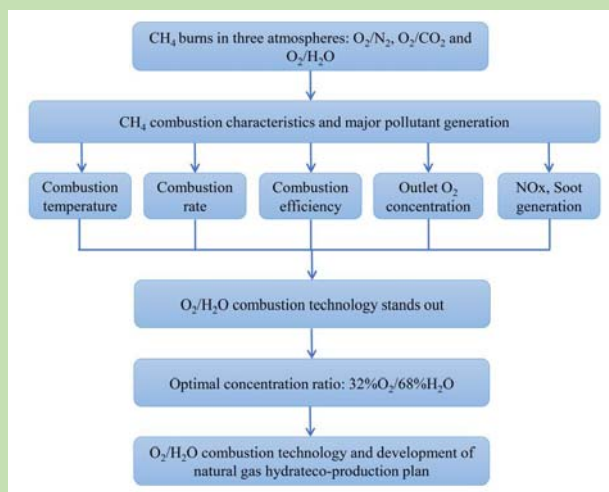 CH₄ burns in three atmospheres: O₂/N₂, O₂/CO₂ and
O₂/H₂O
CH₄ combustion characteristics and major pollutant generation
Combustion
temperature
Combustion
rate
Combustion
efficiency
Outlet O₂
concentration
NOx, Soot
generation
O₂/H₂O combustion technology stands out
Optimal concentration ratio: 32%O₂/68%H₂O
O₂/H₂O combustion technology and development of
natural gas hydrateco-production plan